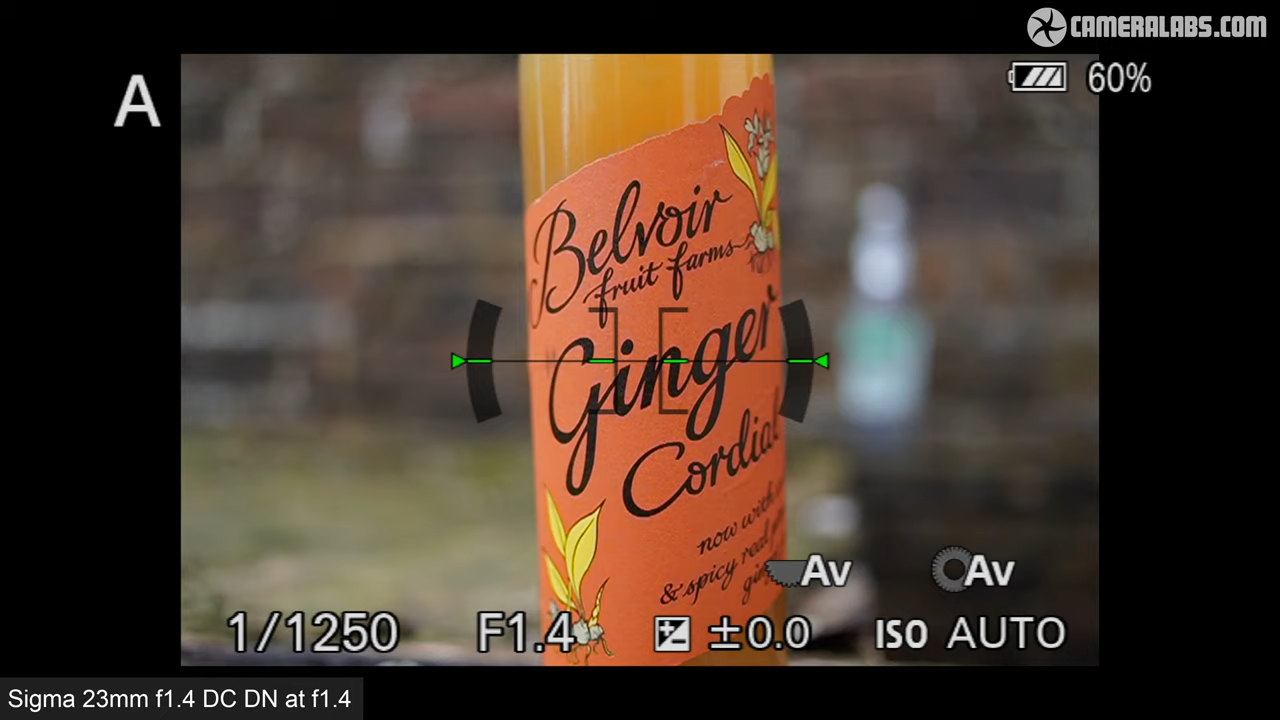 CAMERALABS.COM
A
60%
Belvoir
fruit farms
Ginger
Cordial
now with
& spicy real
Av
Av
1/1250
F1.4
±0.0
ISO AUTO
Sigma 23mm f1.4 DC DN at f1.4